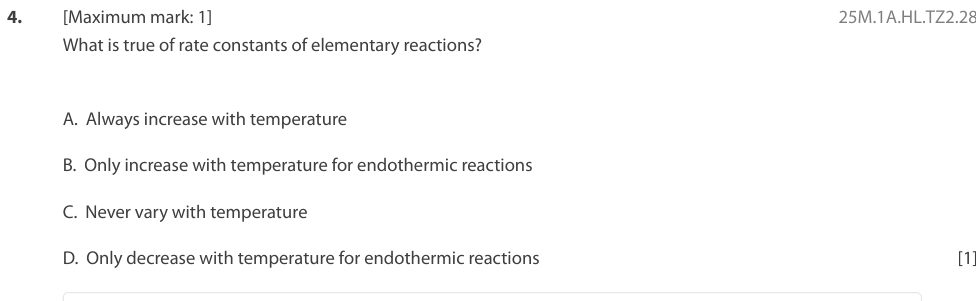 4. [Maximum mark: 1] 25M.1A.HL.TZ2.28
What is true of rate constants of elementary reactions?
A. Always increase with temperature
B. Only increase with temperature for endothermic reactions
C. Never vary with temperature
D. Only decrease with temperature for endothermic reactions [1]